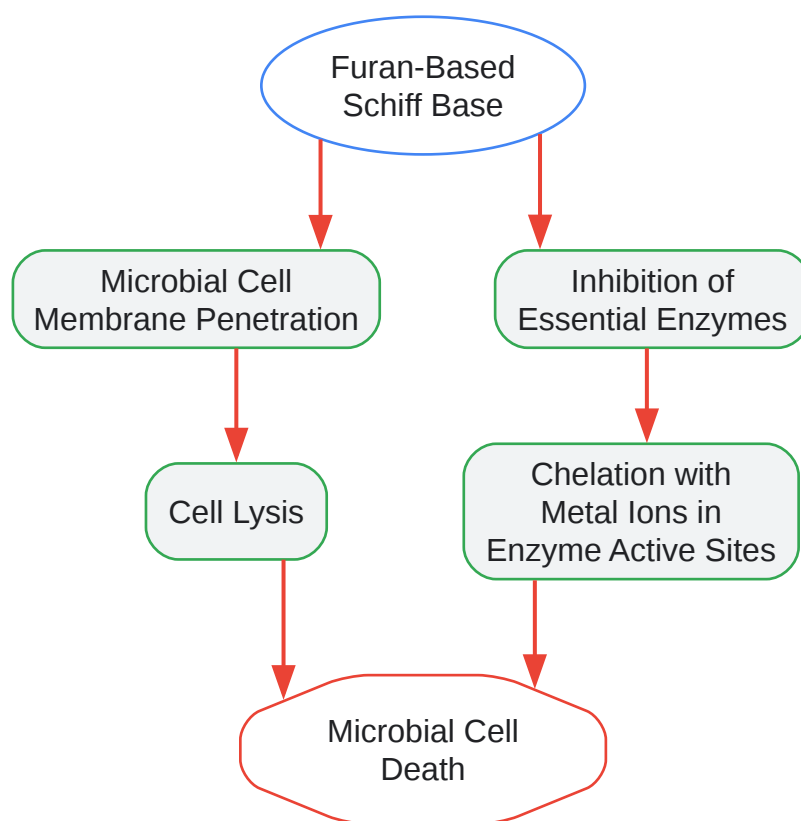 Furan-Based
Schiff Base
Microbial Cell
Membrane Penetration
Inhibition of
Essential Enzymes
Cell Lysis
Chelation with
Metal Ions in
Enzyme Active Sites
Microbial Cell
Death